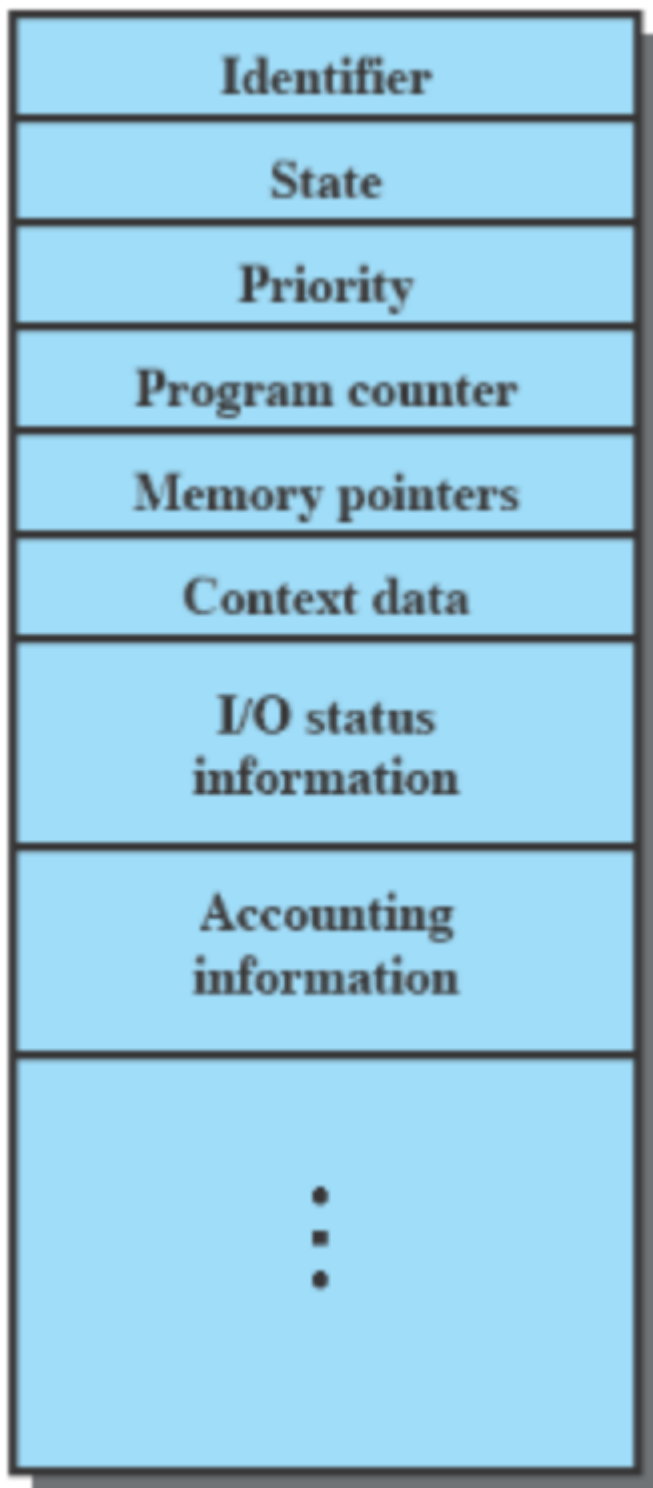 Identifier
State
Priority
Program counter
Memory pointers
Context data
I/O status
information
Accounting
information